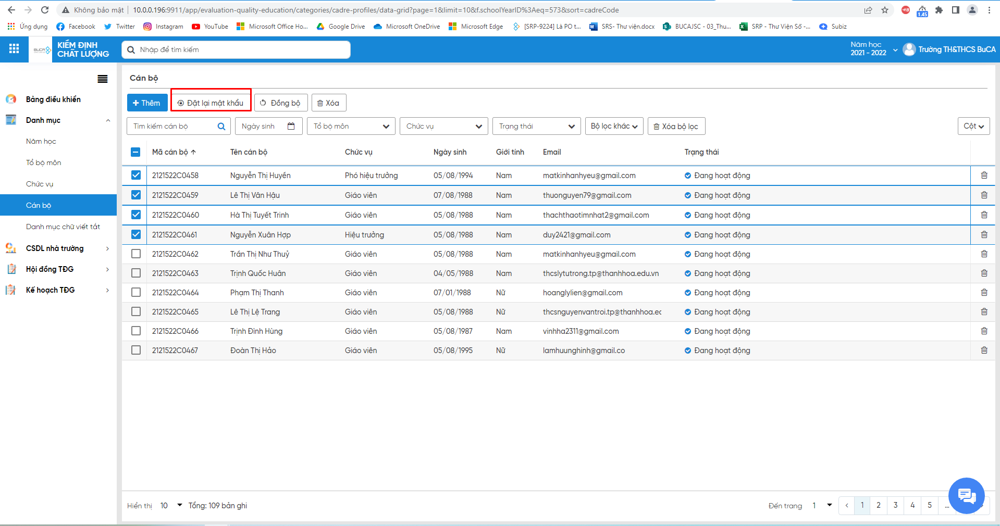 Không bảo mật
10.0.0.196:9911/app/evaluation-quality-education/categories/cadre-profiles/data-grid?page=1&limit=10&f.schoolYearID%3Aeq=573&sort=cadreCode
1.45
Ứng dụng Facebook Twitter Instagram YouTube Microsoft Office Ho... Google Drive Microsoft OneDrive Microsoft Edge [SRP-9224] Là PO t... SRS- Thư viện.docx BUCAJSC - 03_Thu... SRP - Thư Viện Số -... Subiz
BUCA
KIỂM ĐỊNH
CHẤT LƯỢNG
Nhập để tìm kiếm
Năm học
2021 - 2022
Trường TH&THCS BuCA
Bảng điều khiển
Danh mục
Năm học
Tổ bộ môn
Chức vụ
Cán bộ
Danh mục chữ viết tắt
CSDL nhà trường
Hội đồng TĐG
Kế hoạch TĐG
Cán bộ
Thêm Đặt lại mật khẩu Đồng bộ Xóa
Tìm kiếm cán bộ Ngày sinh Tổ bộ môn Chức vụ Trạng thái Bộ lọc khác Xóa bộ lọc Cột
Mã cán bộ Tên cán bộ Chức vụ Ngày sinh Giới tính Email Trạng thái
2121522C0458 Nguyễn Thị Huyền Phó hiệu trưởng 05/08/1994 Nam matkinhanhyeu@gmail.com Đang hoạt động
2121522C0459 Lê Thị Vân Hậu Giáo viên 07/08/1988 Nam thuonguyen79@gmail.com Đang hoạt động
2121522C0460 Hà Thị Tuyết Trinh Giáo viên 05/08/1988 Nam thachthaotimnhat2@gmail.com Đang hoạt động
2121522C0461 Nguyễn Xuân Hợp Hiệu trưởng 05/08/1988 Nam duy2421@gmail.com Đang hoạt động
2121522C0462 Trần Thị Như Thuỷ Giáo viên 05/08/1988 Nam matkinhanhyeu@gmail.com Đang hoạt động
2121522C0463 Trịnh Quốc Huân Giáo viên 04/05/1988 Nam thcslytutrong.tp@thanhhoa.edu.vn Đang hoạt động
2121522C0464 Phạm Thị Thanh Giáo viên 07/01/1988 Nữ hoanglylien@gmail.com Đang hoạt động
2121522C0465 Lê Thị Lệ Trang Giáo viên 05/08/1988 Nữ thcsnguyenvantroi.tp@thanhhoa.ec Đang hoạt động
2121522C0466 Trịnh Đình Hùng Giáo viên 05/08/1987 Nam vinhha2311@gmail.com Đang hoạt động
2121522C0467 Đoàn Thị Hảo Giáo viên 05/08/1995 Nữ lamhuunghinh@gmail.co Đang hoạt động
Hiển thị 10 Tổng: 109 bản ghi
Đến trang 1 1 2 3 4 5 ...